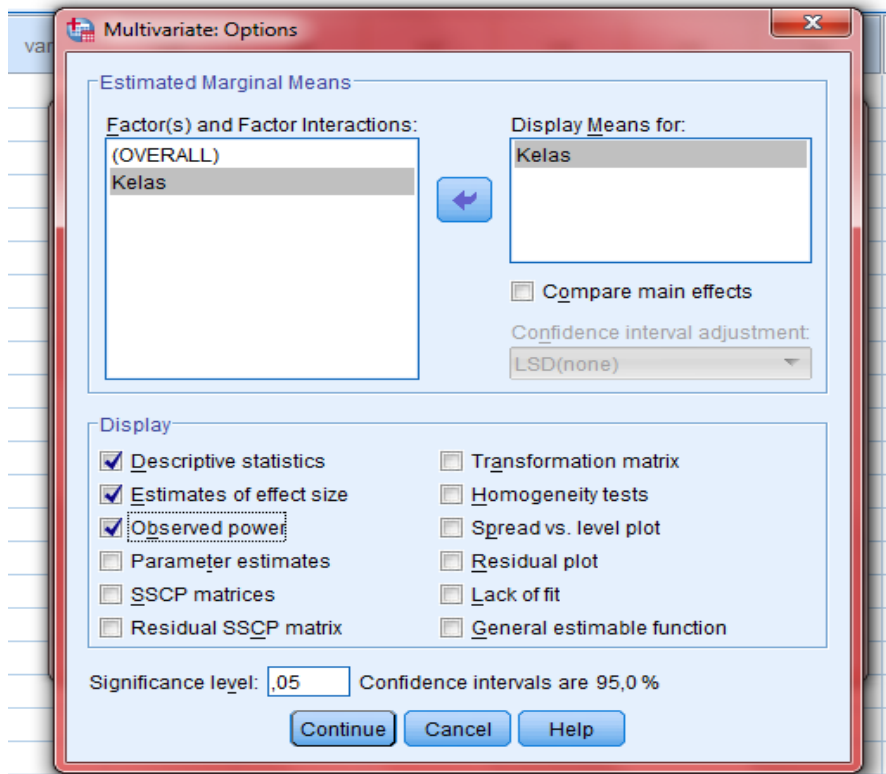 Multivariate: Options
var
Estimated Marginal Means
Factor(s) and Factor Interactions:
(OVERALL)
Kelas
Display Means for:
Kelas
Compare main effects
Confidence interval adjustment:
LSD(none)
Display
Descriptive statistics
Estimates of effect size
Observed power
Parameter estimates
SSCP matrices
Residual SSCP matrix
Transformation matrix
Homogeneity tests
Spread vs. level plot
Residual plot
Lack of fit
General estimable function
Significance level: ,05 Confidence intervals are 95,0 %
Continue Cancel Help